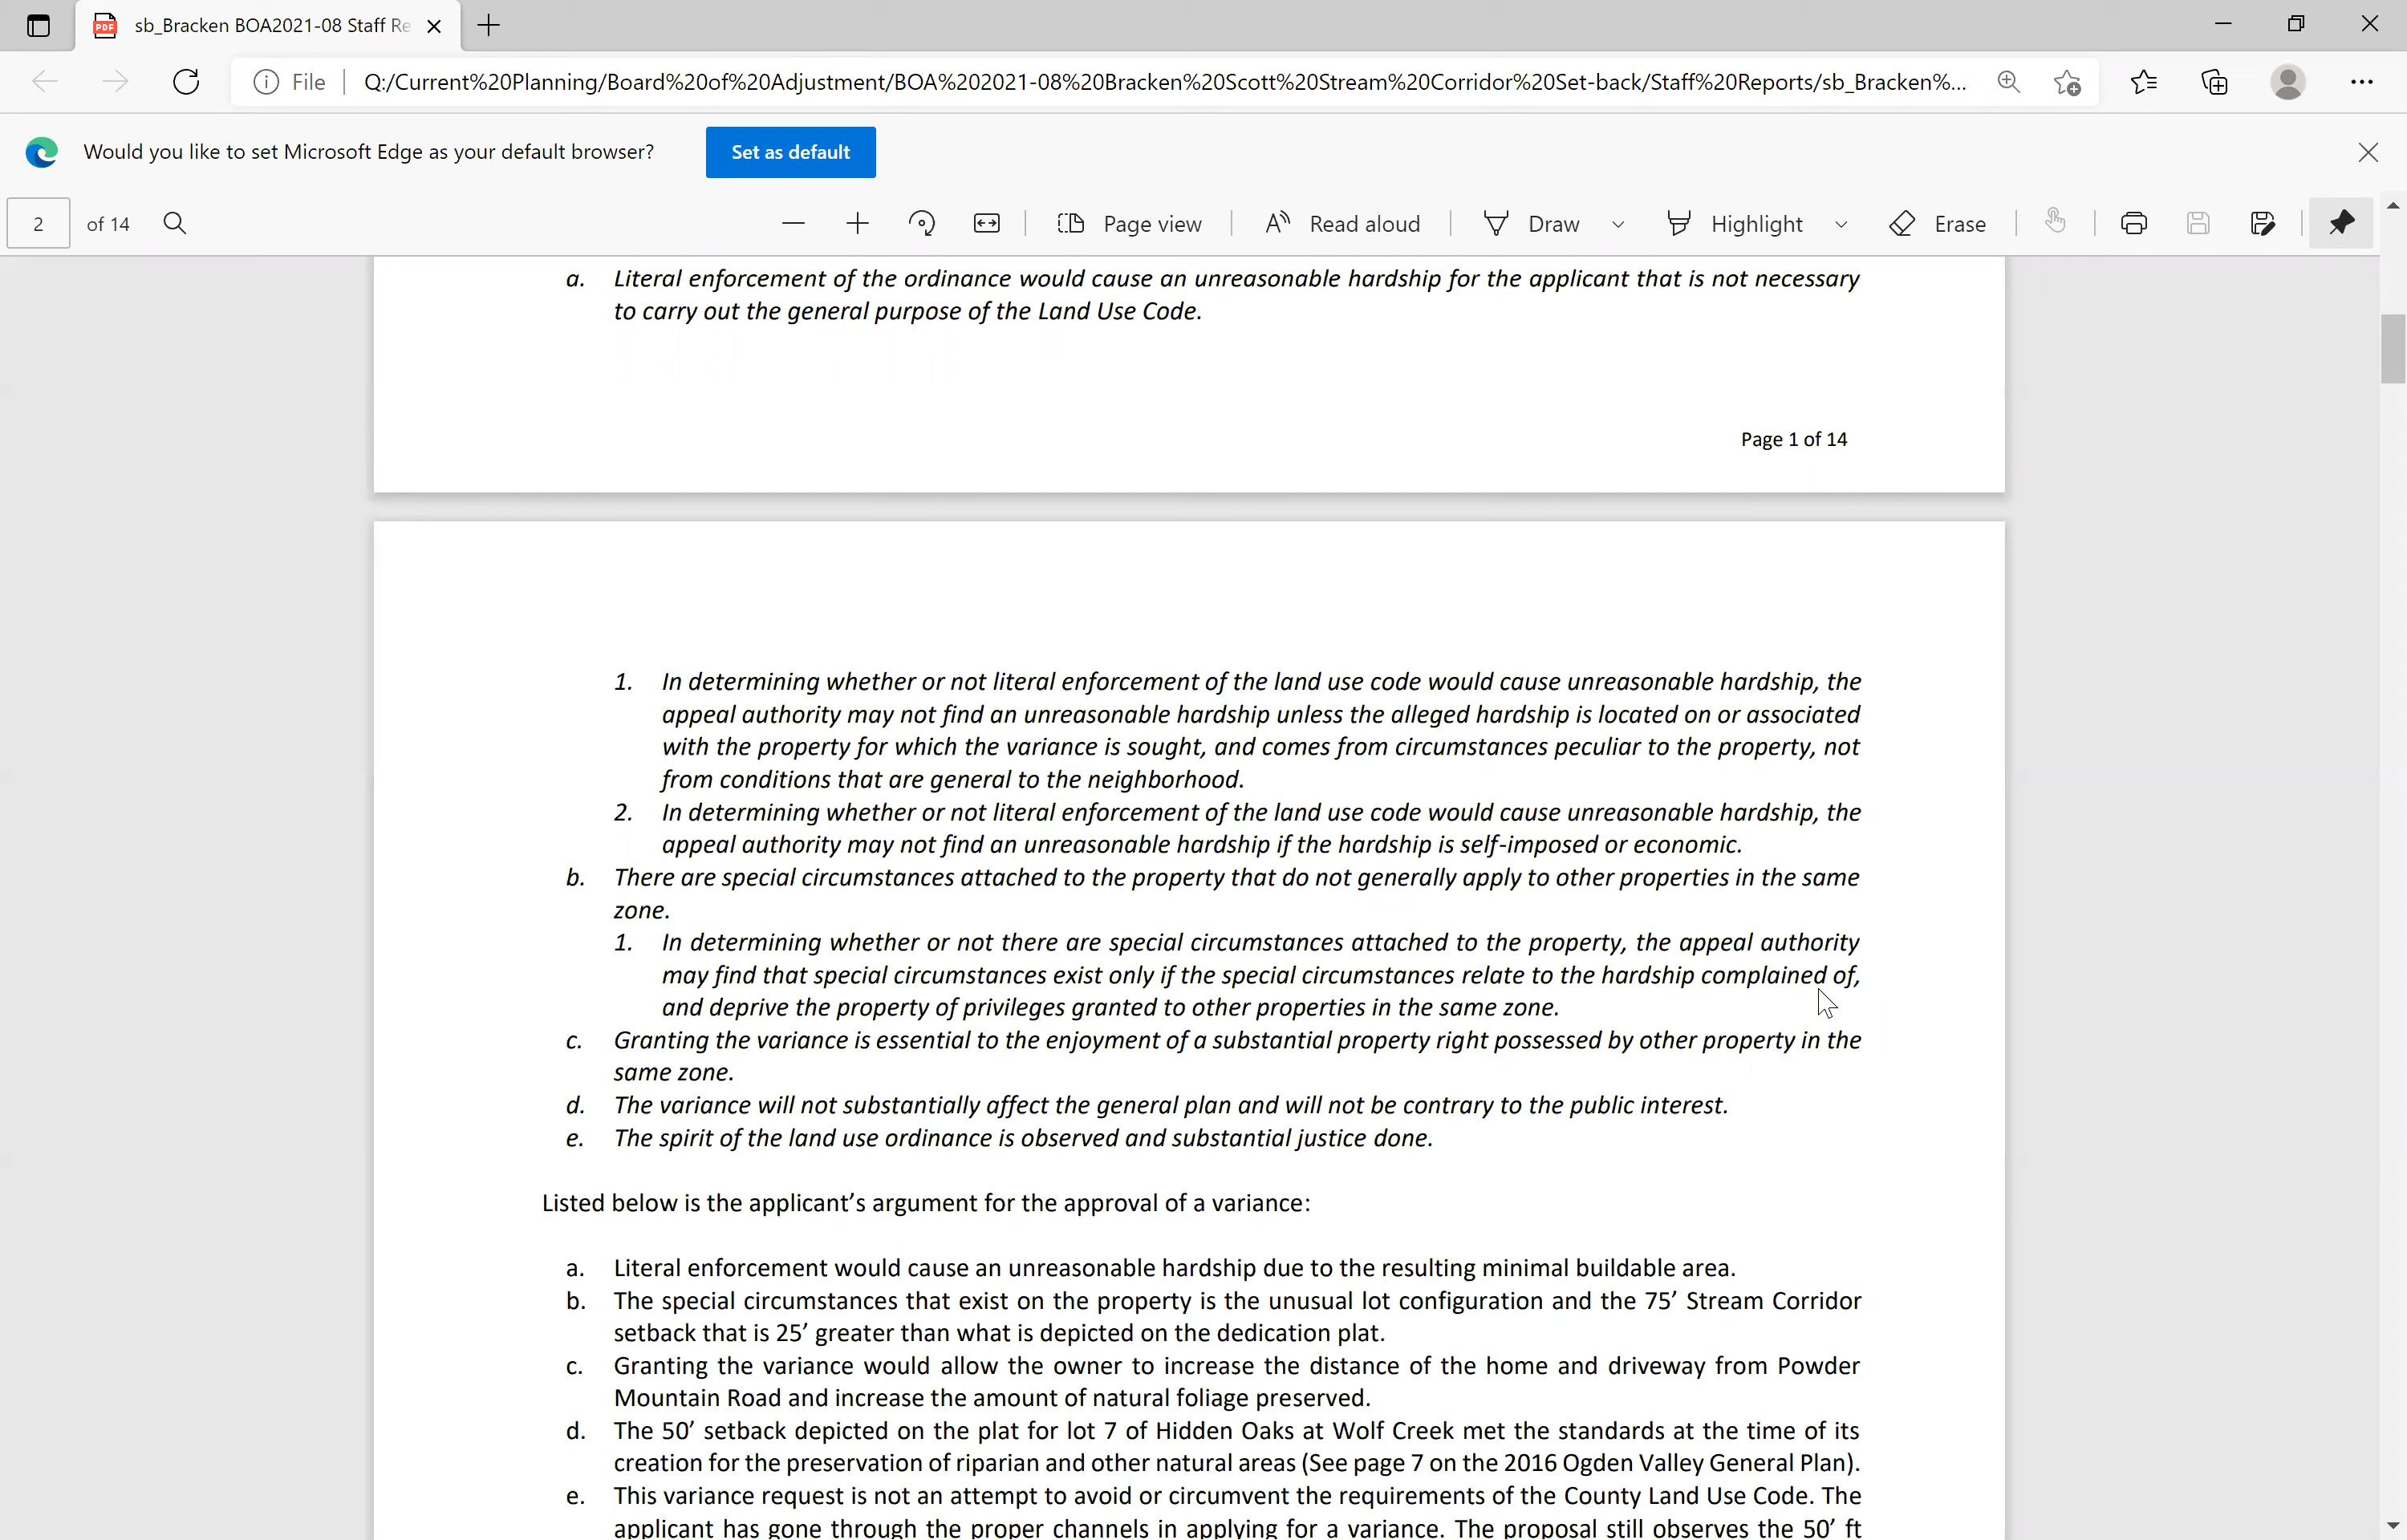 sb_Bracken BOA2021-08 Staff Re
File
Q:/Current%20Planning/Board%20of%20Adjustment/BOA%202021-08%20Bracken%20Scott%20Stream%20Corridor%20Set-back/Staff%20Reports/sb_Bracken%...
Would you like to set Microsoft Edge as your default browser?
Set as default
2 of 14
Page view
Read aloud
Draw
Highlight
Erase
a. Literal enforcement of the ordinance would cause an unreasonable hardship for the applicant that is not necessary
to carry out the general purpose of the Land Use Code.
Page 1 of 14
1. In determining whether or not literal enforcement of the land use code would cause unreasonable hardship, the
appeal authority may not find an unreasonable hardship unless the alleged hardship is located on or associated
with the property for which the variance is sought, and comes from circumstances peculiar to the property, not
from conditions that are general to the neighborhood.
2. In determining whether or not literal enforcement of the land use code would cause unreasonable hardship, the
appeal authority may not find an unreasonable hardship if the hardship is self-imposed or economic.
b. There are special circumstances attached to the property that do not generally apply to other properties in the same
zone.
1. In determining whether or not there are special circumstances attached to the property, the appeal authority
may find that special circumstances exist only if the special circumstances relate to the hardship complained of,
and deprive the property of privileges granted to other properties in the same zone.
c. Granting the variance is essential to the enjoyment of a substantial property right possessed by other property in the
same zone.
d. The variance will not substantially affect the general plan and will not be contrary to the public interest.
e. The spirit of the land use ordinance is observed and substantial justice done.
Listed below is the applicant's argument for the approval of a variance:
a. Literal enforcement would cause an unreasonable hardship due to the resulting minimal buildable area.
b. The special circumstances that exist on the property is the unusual lot configuration and the 75' Stream Corridor
setback that is 25' greater than what is depicted on the dedication plat.
c. Granting the variance would allow the owner to increase the distance of the home and driveway from Powder
Mountain Road and increase the amount of natural foliage preserved.
d. The 50' setback depicted on the plat for lot 7 of Hidden Oaks at Wolf Creek met the standards at the time of its
creation for the preservation of riparian and other natural areas (See page 7 on the 2016 Ogden Valley General Plan).
e. This variance request is not an attempt to avoid or circumvent the requirements of the County Land Use Code. The
applicant has gone through the proper channels in applying for a variance. The proposal still observes the 50' ft